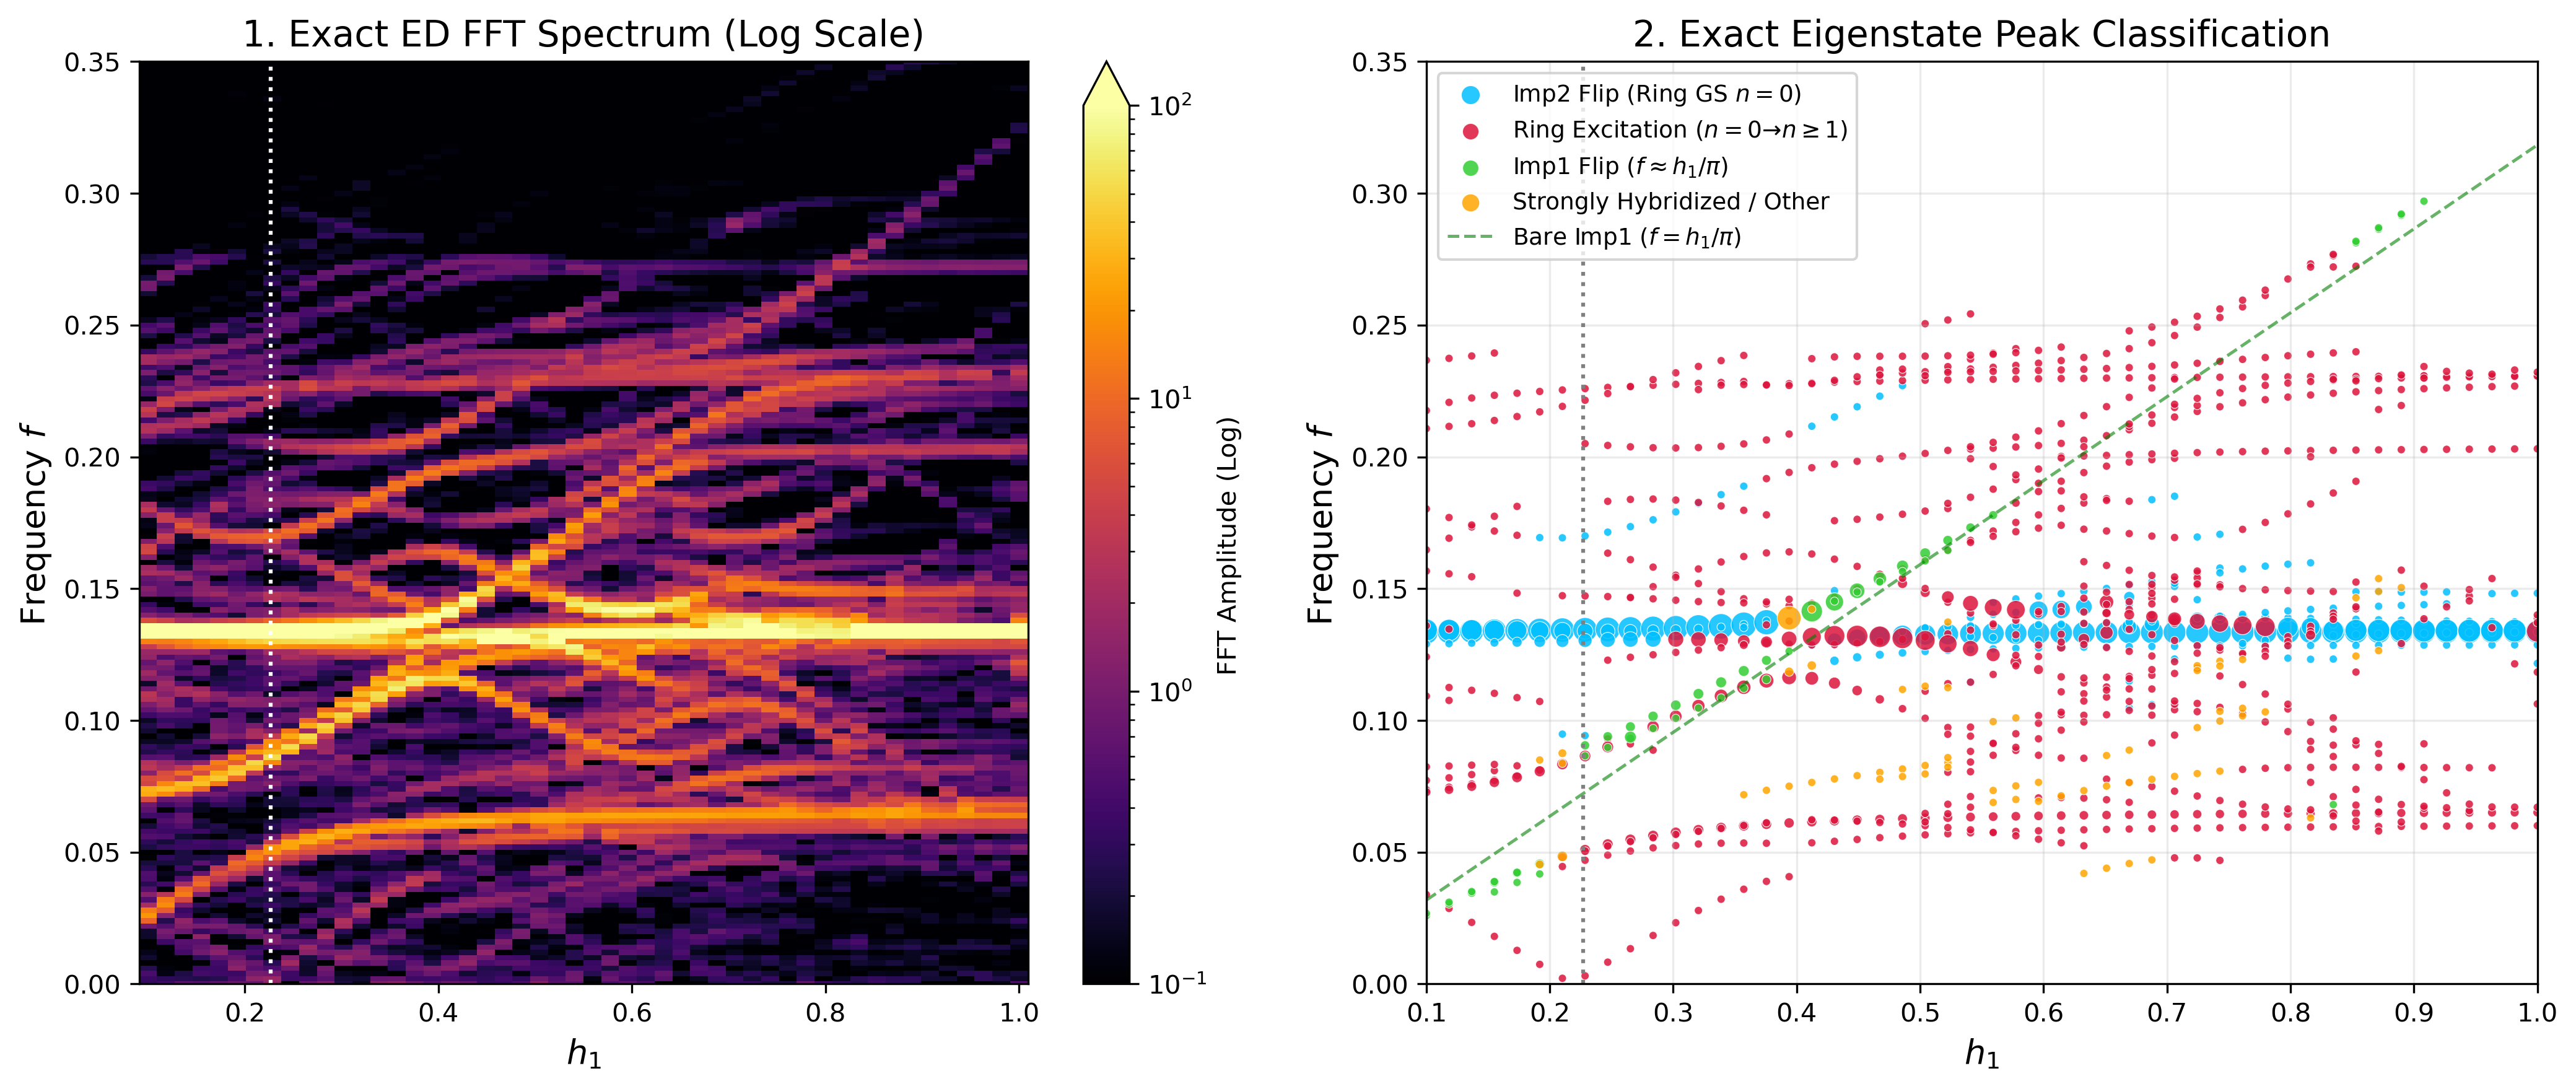 1. Exact ED FFT Spectrum (Log Scale)
0.35
0.30
0.25
0.20
0.15
0.10
0.05
0.00
Frequency f
0.2
0.4
0.6
0.8
1.0
h₁
10²
10¹
10⁰
10⁻¹
FFT Amplitude (Log)
2. Exact Eigenstate Peak Classification
0.35
0.30
0.25
0.20
0.15
0.10
0.05
0.00
Frequency f
Imp2 Flip (Ring GS n = 0)
Ring Excitation (n = 0→n ≥ 1)
Imp1 Flip (f ≈ h₁/π)
Strongly Hybridized / Other
Bare Imp1 (f = h₁/π)
0.1
0.2
0.3
0.4
0.5
0.6
0.7
0.8
0.9
1.0
h₁